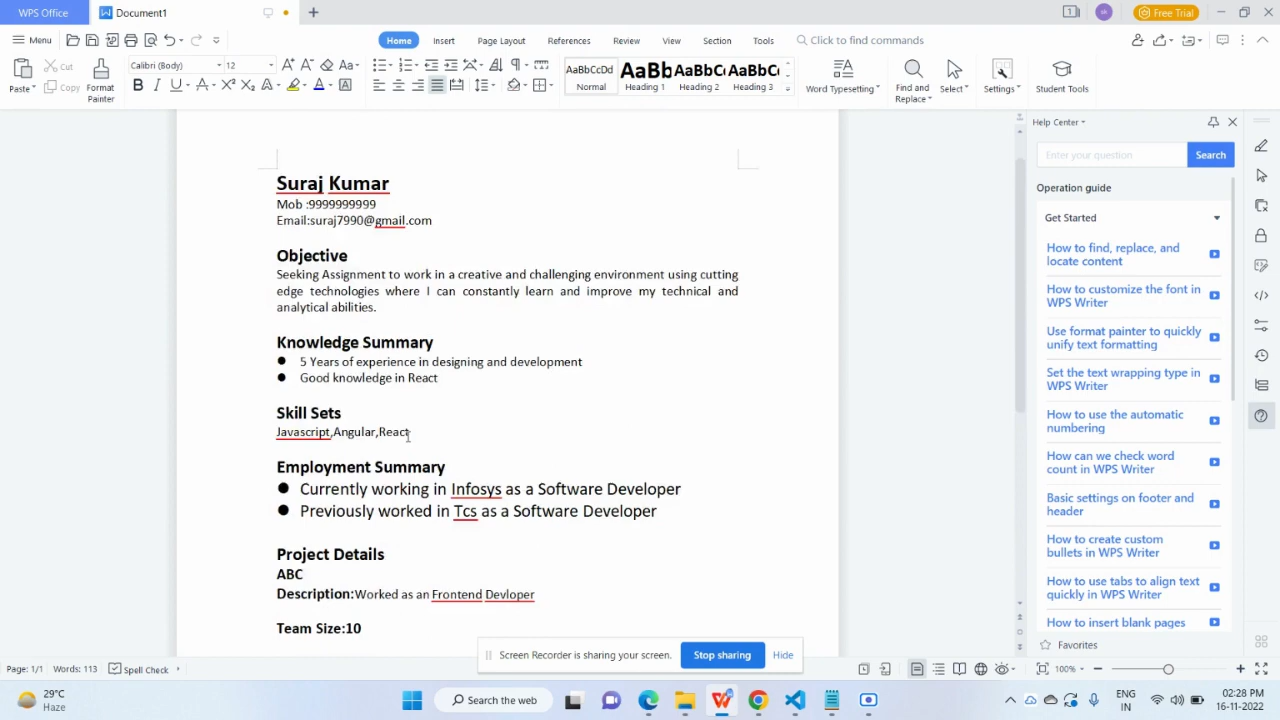 WPS Office
Document1
Free Trial
Menu
Home
Insert
Page Layout
References
Review
View
Section
Tools
Click to find commands
Paste
Cut
Copy
Format
Painter
Calibri (Body)
12
AaBbCcDd
Normal
AaBb
Heading 1
AaBbCc
Heading 2
AaBbCc
Heading 3
Word Typesetting
Find and
Replace
Select
Settings
Student Tools
Suraj Kumar
Mob :9999999999
Email:suraj7990@gmail.com
Objective
Seeking Assignment to work in a creative and challenging environment using cutting
edge technologies where I can constantly learn and improve my technical and
analytical abilities.
Knowledge Summary
● 5 Years of experience in designing and development
● Good knowledge in React
Skill Sets
Javascript,Angular,React
Employment Summary
● Currently working in Infosys as a Software Developer
● Previously worked in Tcs as a Software Developer
Project Details
ABC
Description:Worked as an Frontend Devloper
Team Size:10
Help Center
Enter your question
Search
Operation guide
Get Started
How to find, replace, and
locate content
How to customize the font in
WPS Writer
Use format painter to quickly
unify text formatting
Set the text wrapping type in
WPS Writer
How to use the automatic
numbering
How can we check word
count in WPS Writer
Basic settings on footer and
header
How to create custom
bullets in WPS Writer
How to use tabs to align text
quickly in WPS Writer
How to insert blank pages
Favorites
Screen Recorder is sharing your screen.
Stop sharing
Hide
Page: 1/1
Words: 113
Spell Check
100%
29°C
Haze
Search the web
ENG
IN
02:28 PM
16-11-2022